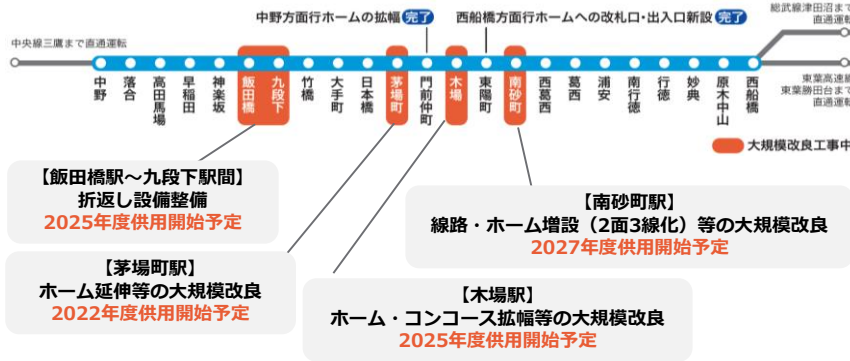 中野方面行ホームの拡幅 完了
西船橋方面行ホームへの改札口・出入口新設 完了
総武線津田沼まで
直通運転
中央線三鷹まで直通運転
中野
落合
高田馬場
早稲田
神楽坂
飯田橋
九段下
竹橋
大手町
日本橋
茅場町
門前仲町
木場
東陽町
南砂町
西葛西
葛西
浦安
南行徳
行徳
妙典
原木中山
西船橋
東葉高速線
東葉勝田台まで
直通運転
大規模改良工事中
【飯田橋駅～九段下駅間】
折返し設備整備
2025年度供用開始予定
【南砂町駅】
線路・ホーム増設（2面3線化）等の大規模改良
2027年度供用開始予定
【茅場町駅】
ホーム延伸等の大規模改良
2022年度供用開始予定
【木場駅】
ホーム・コンコース拡幅等の大規模改良
2025年度供用開始予定